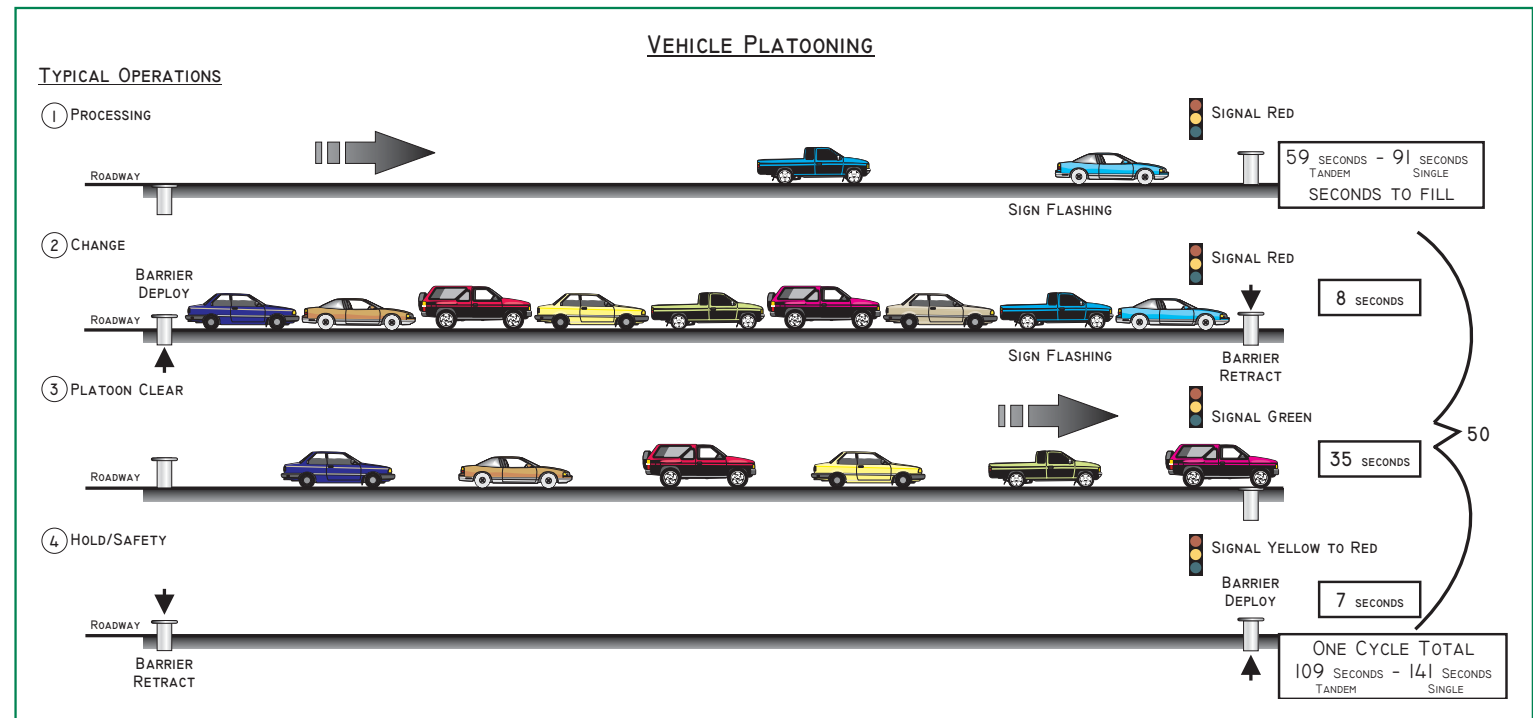 VEHICLE PLATOONING
TYPICAL OPERATIONS
1 PROCESSING
SIGNAL RED
ROADWAY
59 SECONDS - 91 SECONDS
TANDEM SINGLE
SECONDS TO FILL
SIGN FLASHING
2 CHANGE
SIGNAL RED
BARRIER
DEPLOY
8 SECONDS
ROADWAY
SIGN FLASHING
BARRIER
RETRACT
3 PLATOON CLEAR
SIGNAL GREEN
50
35 SECONDS
ROADWAY
4 HOLD/SAFETY
SIGNAL YELLOW TO RED
BARRIER
DEPLOY
7 SECONDS
ROADWAY
BARRIER
RETRACT
ONE CYCLE TOTAL
109 SECONDS - 141 SECONDS
TANDEM SINGLE